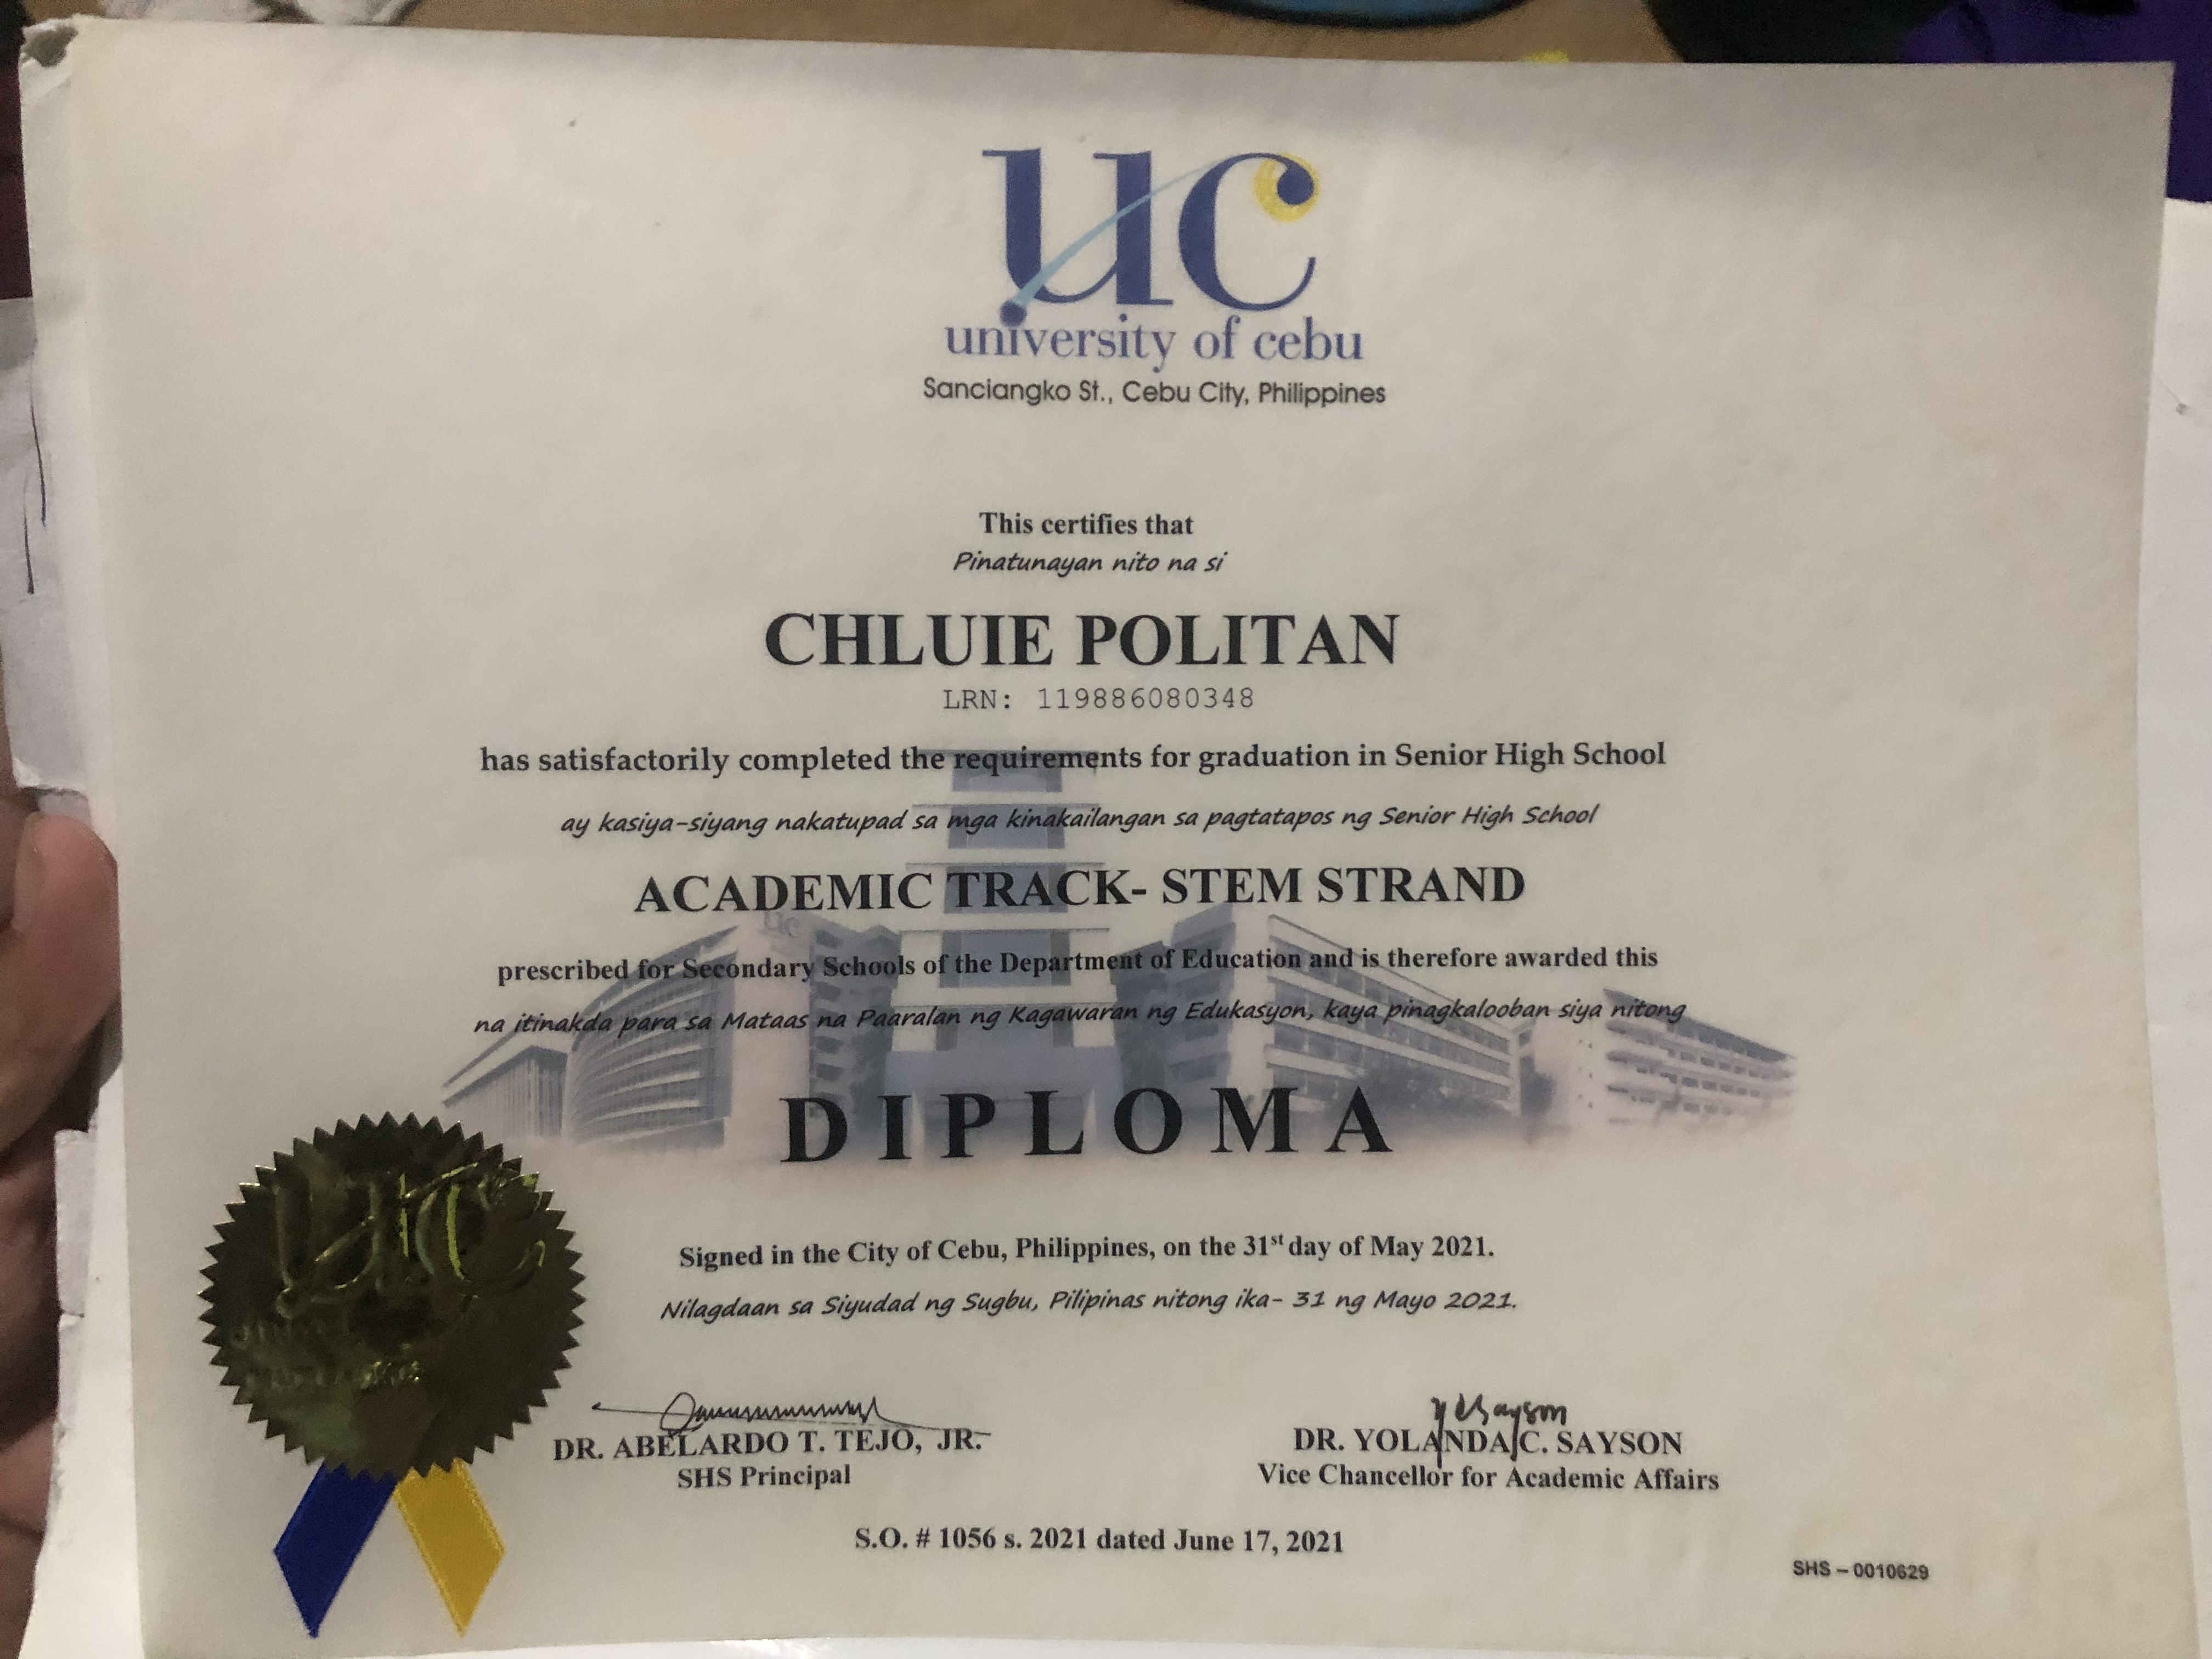 uc
university of cebu
Sanciangko St., Cebu City, Philippines
This certifies that
Pinatunayan nito na si
CHLUIE POLITAN
LRN: 119886080348
has satisfactorily completed the requirements for graduation in Senior High School
ay kasiya-siyang nakatupad sa mga kinakailangan sa pagtatapos ng Senior High School
ACADEMIC TRACK- STEM STRAND
prescribed for Secondary Schools of the Department of Education and is therefore awarded this
na itinakda para sa Mataas na Paaralan ng Kagawaran ng Edukasyon, kaya pinagkalooban siya nitong
DIPLOMA
Signed in the City of Cebu, Philippines, on the 31st day of May 2021.
Nilagdaan sa Siyudad ng Sugbu, Pilipinas nitong ika- 31 ng Mayo 2021.
UC
DR. ABELARDO T. TEJO, JR.
SHS Principal
DR. YOLANDA C. SAYSON
Vice Chancellor for Academic Affairs
S.O. # 1056 s. 2021 dated June 17, 2021
SHS – 0010629